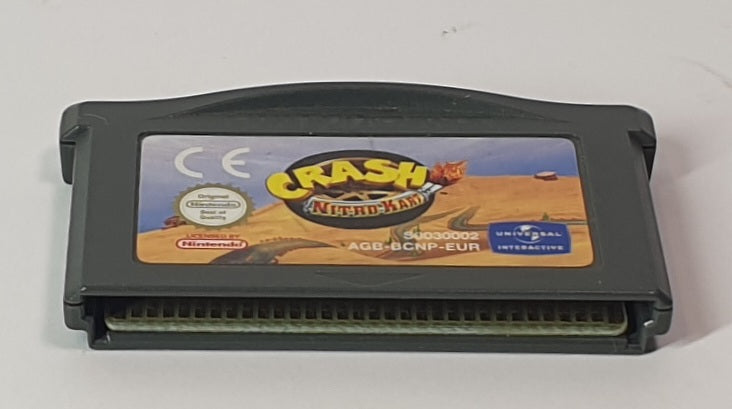 CE
CRASH
NITRO-KART
Original
Nintendo
Seal of
Quality
LICENSED BY
Nintendo
S0030002
AGB-BCNP-EUR
UNIVERSAL
INTERACTIVE